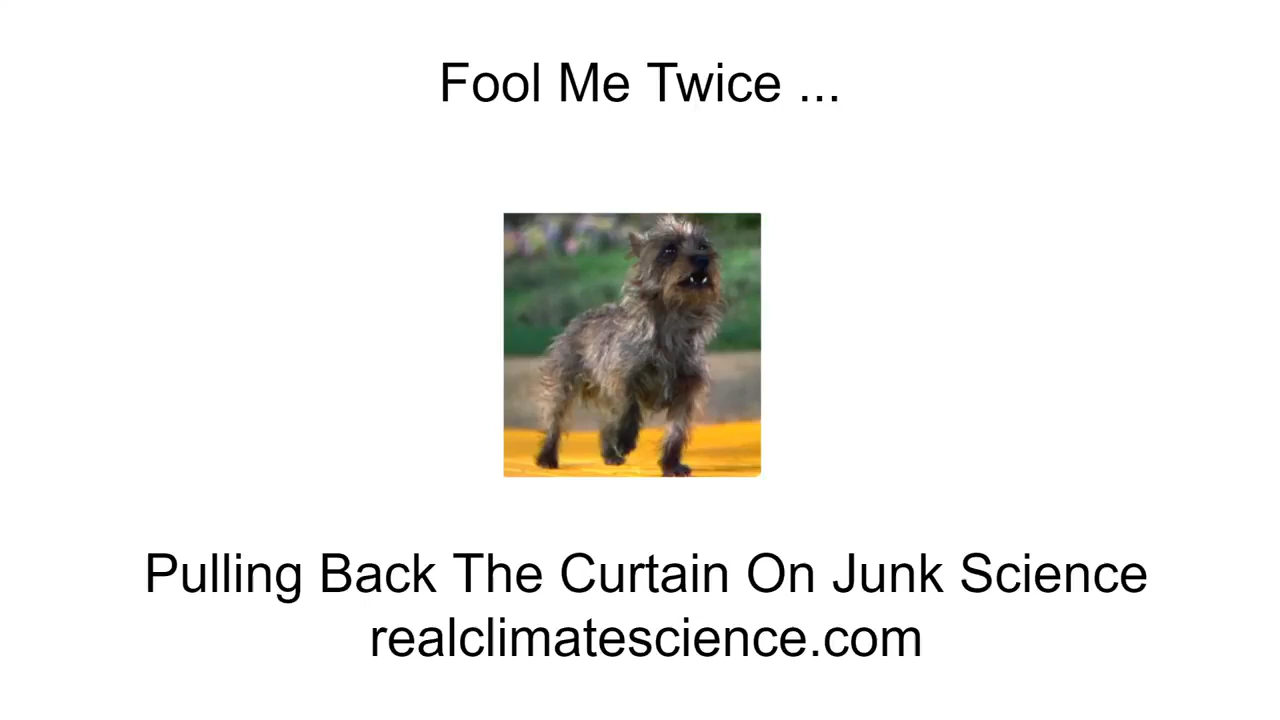 Fool Me Twice ...
Pulling Back The Curtain On Junk Science
realclimatescience.com